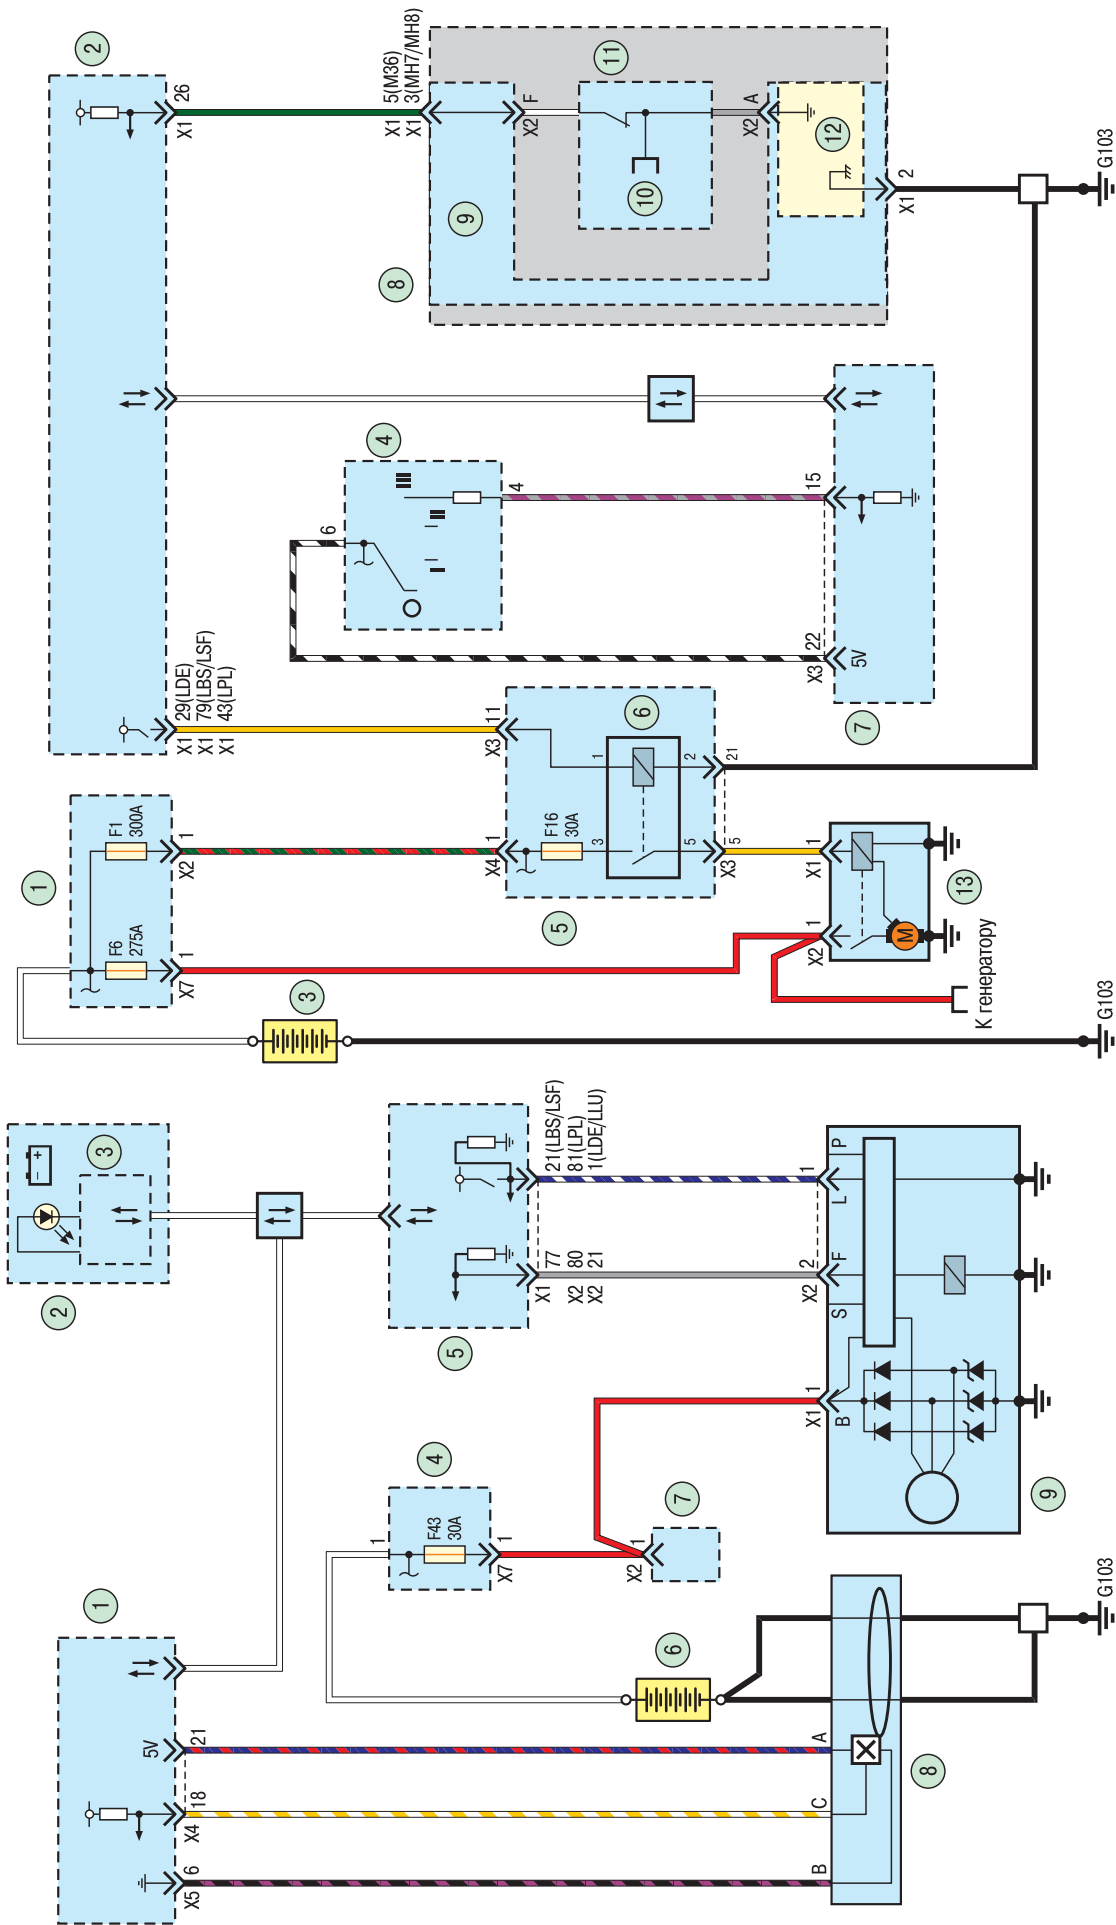 1
2
3
– +
5V
X5 6
X4 18
21
1
4
F43
30A
X7 1
5
X1 77
X2 80
X2 21
21(LBS/LSF)
81(LPL)
1(LDE/LLU)
6
X2 1
7
B
C
A
X1 1
X2 2
1
B
S
F
L
P
8
9
G103
1
F6
275A
F1
300A
X7 1
X2 1
2
X1 29(LDE)
X1 79(LBS/LSF)
X1 43(LPL)
X1 26
3
6
4
I
II
III
4
X1 5(M36)
X1 3(MH7/MH8)
X4 1
X3 11
5
F16
30A
3
1
6
5
2
X3 5
21
8
9
X2 F
11
10
X2 A
12
X1 2
X3 22
15
5V
7
X2 1
X1 1
M
13
К генератору
G103
G103